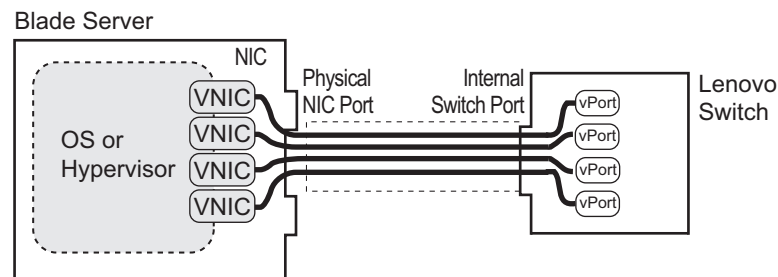 Blade Server
NIC
OS or
Hypervisor
VNIC
VNIC
VNIC
VNIC
Physical
NIC Port
Internal
Switch Port
vPort
vPort
vPort
vPort
Lenovo
Switch